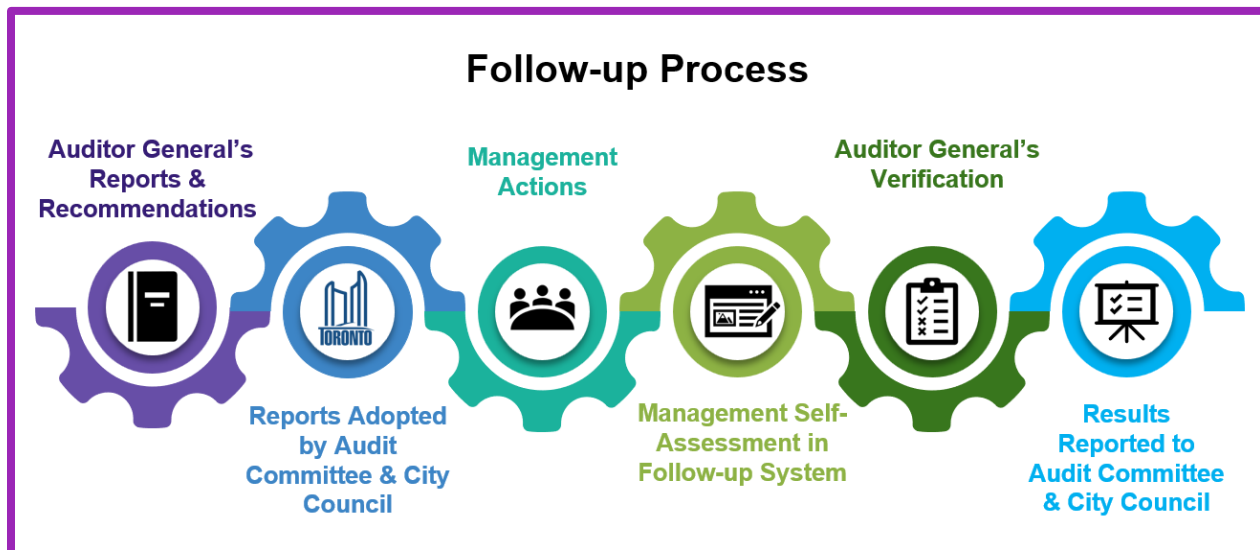 Follow-up Process
Auditor General's
Reports &
Recommendations
TORONTO
Reports Adopted
by Audit
Committee & City
Council
Management
Actions
Management Self-
Assessment in
Follow-up System
Auditor General's
Verification
Results
Reported to
Audit Committee
& City Council